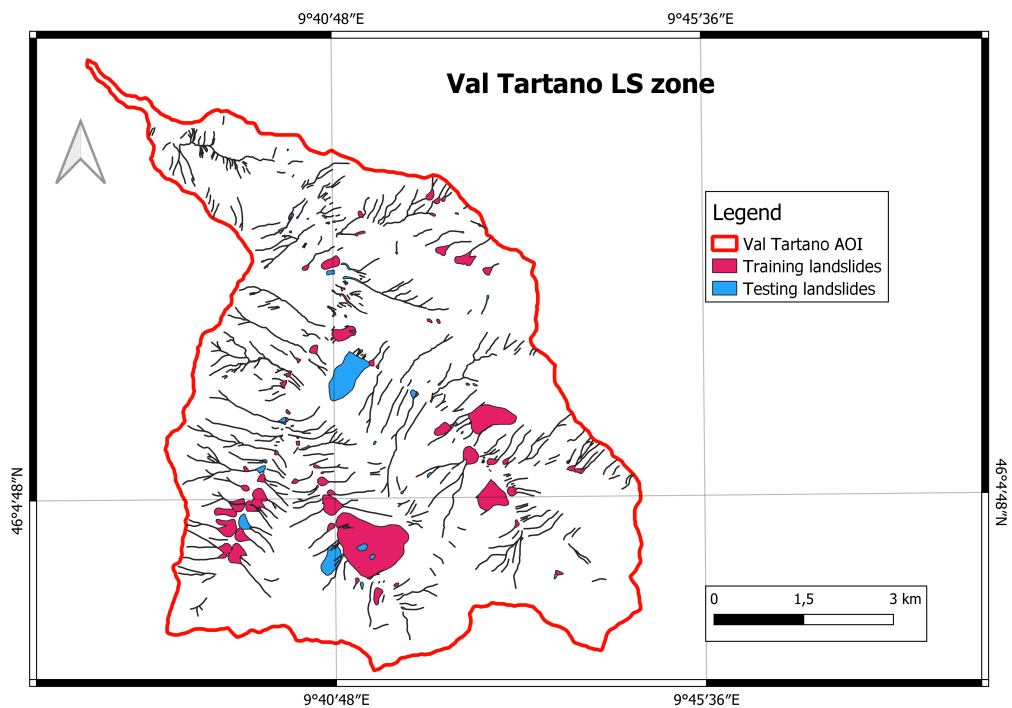 9°40′48″E
9°45′36″E
Val Tartano LS zone
Legend
Val Tartano AOI
Training landslides
Testing landslides
46°4′48″N
46°4′48″N
0 1,5 3 km
9°40′48″E
9°45′36″E